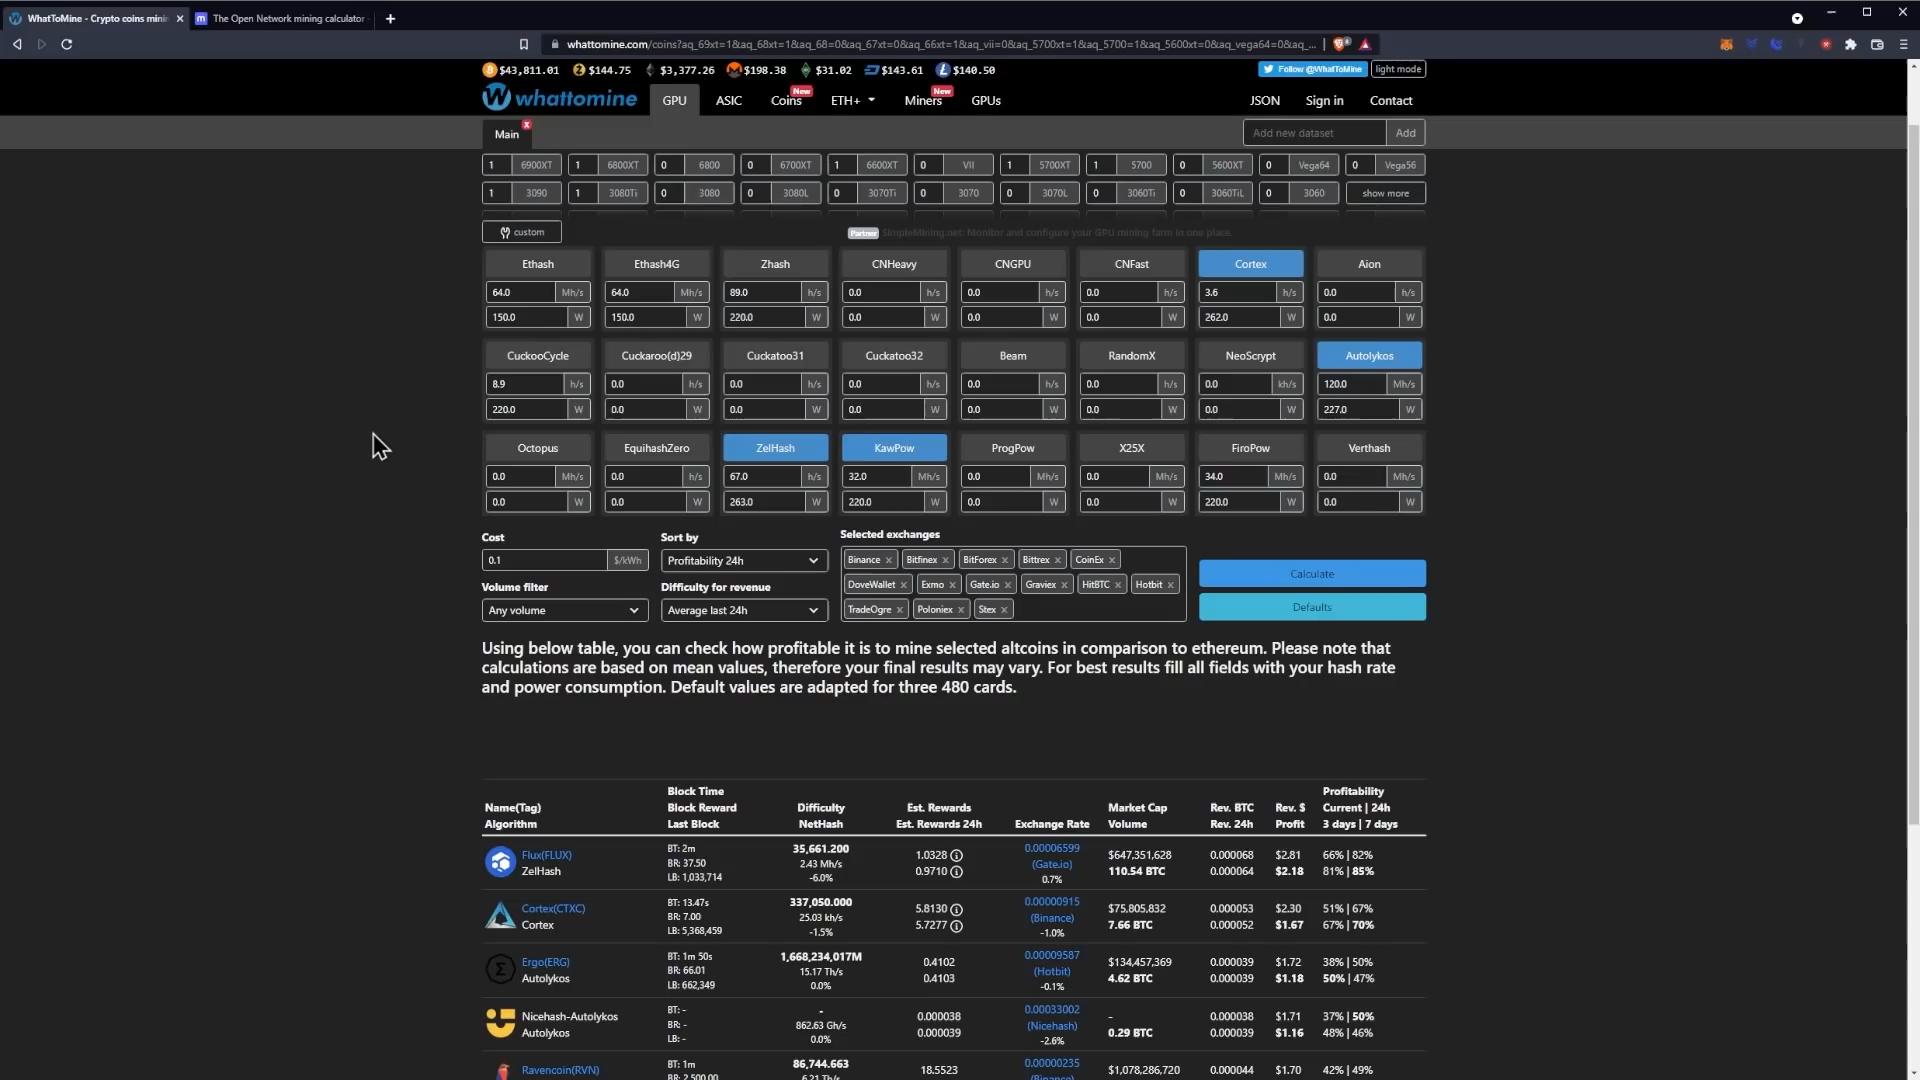 WhatToMine - Crypto coins mini
The Open Network mining calculator
whattomine.com/coins?aq_69xt=1&aq_68xt=1&aq_68=0&aq_67xt=0&aq_66xt=1&aq_vii=0&aq_5700xt=1&aq_5700=1&aq_5600xt=0&aq_vega64=0&aq_...
$43,811.01 $144.75 $3,377.26 $198.38 $31.02 $143.61 $140.50
Follow @WhatToMine light mode
whattomine GPU ASIC Coins New ETH+ Miners New GPUs JSON Sign in Contact
Main x Add new dataset Add
1 6900XT 1 6800XT 0 6800 0 6700XT 1 6600XT 0 VII 1 5700XT 1 5700 0 5600XT 0 Vega64 0 Vega56
1 3090 1 3080Ti 0 3080 0 3080L 0 3070Ti 0 3070 0 3070L 0 3060Ti 0 3060TiL 0 3060 show more
custom Partner SimpleMining.net: Monitor and configure your GPU mining farm in one place.
Ethash Ethash4G Zhash CNHeavy CNGPU CNFast Cortex Aion
64.0 Mh/s 64.0 Mh/s 89.0 h/s 0.0 h/s 0.0 h/s 0.0 h/s 3.6 h/s 0.0 h/s
150.0 W 150.0 W 220.0 W 0.0 W 0.0 W 0.0 W 262.0 W 0.0 W
CuckooCycle Cuckaroo(d)29 Cuckatoo31 Cuckatoo32 Beam RandomX NeoScrypt Autolykos
8.9 h/s 0.0 h/s 0.0 h/s 0.0 h/s 0.0 h/s 0.0 h/s 0.0 kh/s 120.0 Mh/s
220.0 W 0.0 W 0.0 W 0.0 W 0.0 W 0.0 W 0.0 W 227.0 W
Octopus EquihashZero ZelHash KawPow ProgPow X25X FiroPow Verthash
0.0 Mh/s 0.0 h/s 67.0 h/s 32.0 Mh/s 0.0 Mh/s 0.0 Mh/s 34.0 Mh/s 0.0 Mh/s
0.0 W 0.0 W 263.0 W 220.0 W 0.0 W 0.0 W 220.0 W 0.0 W
Cost Sort by Selected exchanges
0.1 $/kWh Profitability 24h Binance x Bitfinex x BitForex x Bittrex x CoinEx x
Volume filter Difficulty for revenue DoveWallet x Exmo x Gate.io x Graviex x HitBTC x Hotbit x
Any volume Average last 24h TradeOgre x Poloniex x Stex x
Calculate
Defaults
Using below table, you can check how profitable it is to mine selected altcoins in comparison to ethereum. Please note that
calculations are based on mean values, therefore your final results may vary. For best results fill all fields with your hash rate
and power consumption. Default values are adapted for three 480 cards.
Block Time Profitability
Name(Tag) Block Reward Difficulty Est. Rewards Market Cap Rev. BTC Rev. $ Current | 24h
Algorithm Last Block NetHash Est. Rewards 24h Exchange Rate Volume Rev. 24h Profit 3 days | 7 days
BT: 2m 35,661.200 0.00006599
Flux(FLUX) BR: 37.50 2.43 Mh/s 1.0328 (Gate.io) $647,351,628 0.000068 $2.81 66% | 82%
ZelHash LB: 1,033,714 -6.0% 0.9710 0.7% 110.54 BTC 0.000064 $2.18 81% | 85%
BT: 13.47s 337,050.000 0.00000915
Cortex(CTXC) BR: 7.00 25.03 kh/s 5.8130 (Binance) $75,805,832 0.000053 $2.30 51% | 67%
Cortex LB: 5,368,459 -1.5% 5.7277 -1.0% 7.66 BTC 0.000052 $1.67 67% | 70%
BT: 1m 50s 1,668,234,017M 0.00009587
Ergo(ERG) BR: 66.01 15.17 Th/s 0.4102 (Hotbit) $134,457,369 0.000039 $1.72 38% | 50%
Autolykos LB: 662,349 0.0% 0.4103 -0.1% 4.62 BTC 0.000039 $1.18 50% | 47%
BT: - - 0.00033002
Nicehash-Autolykos BR: - 862.63 Gh/s 0.000038 (Nicehash) - 0.000038 $1.71 37% | 50%
Autolykos LB: - 0.0% 0.000039 -2.6% 0.29 BTC 0.000039 $1.16 48% | 46%
BT: 1m 86,744.663 0.00000235
Ravencoin(RVN) BR: 2,500.00 6.21 Th/s 18.5523 (Binance) $1,078,286,720 0.000044 $1.70 42% | 49%